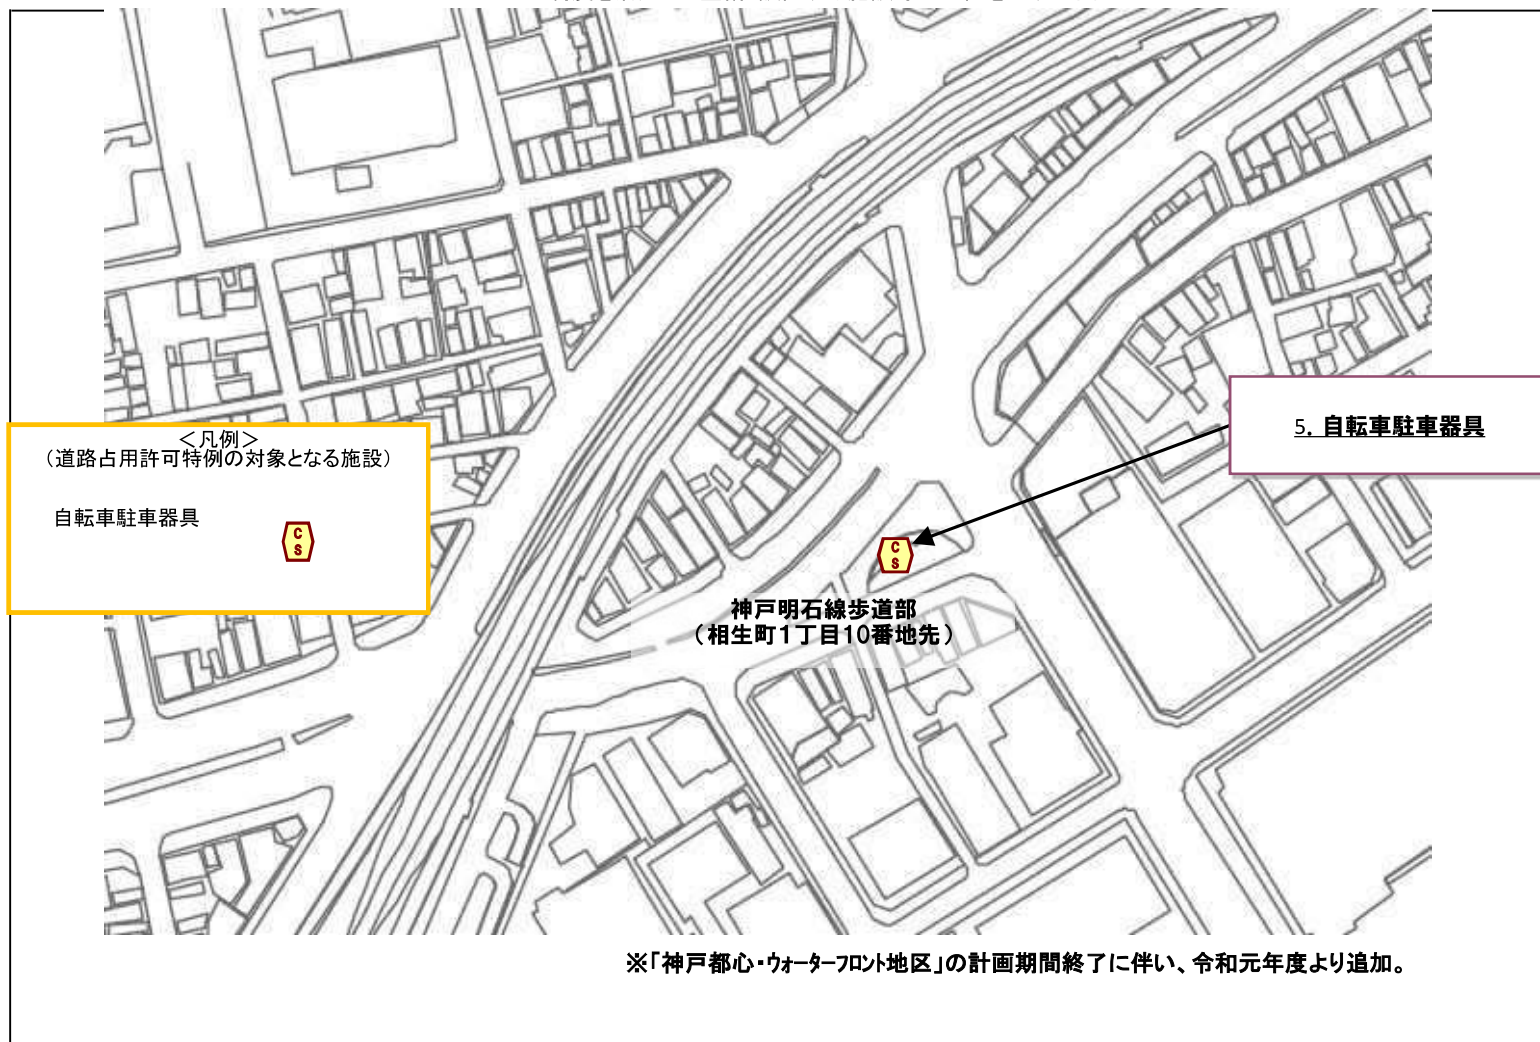 ＜凡例＞
（道路占用許可特例の対象となる施設）
自転車駐車器具
C
S
5. 自転車駐車器具
C
S
神戸明石線歩道部
（相生町1丁目10番地先）
※「神戸都心・ウォーターフロント地区」の計画期間終了に伴い、令和元年度より追加。